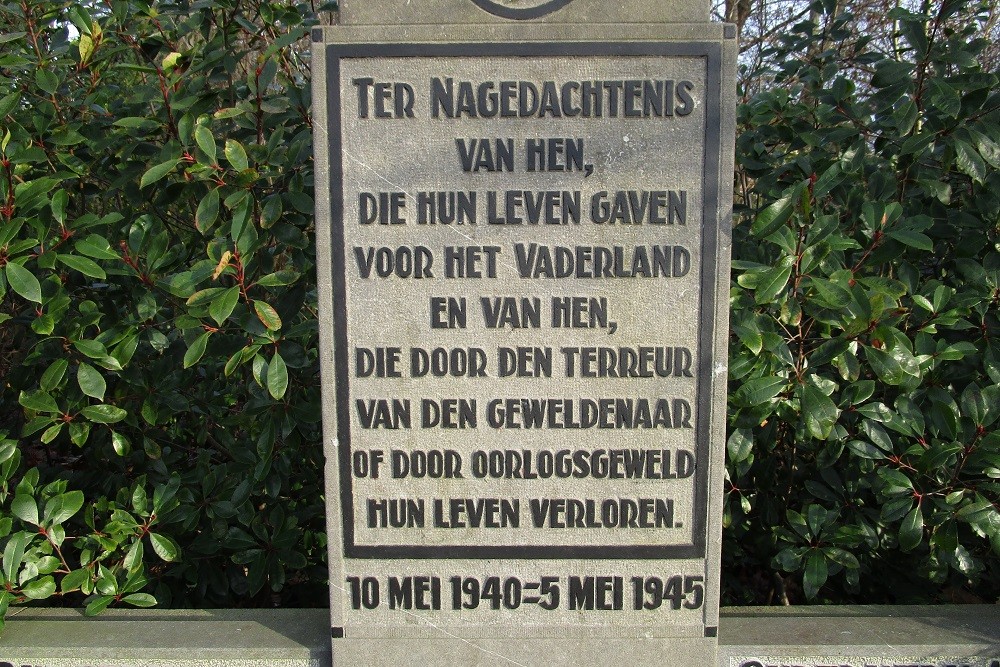 TER NAGEDACHTENIS
VAN HEN,
DIE HUN LEVEN GAVEN
VOOR HET VADERLAND
EN VAN HEN,
DIE DOOR DEN TERREUR
VAN DEN GEWELDENAAR
OF DOOR OORLOGSGEWELD
HUN LEVEN VERLOREN.
10 MEI 1940=5 MEI 1945